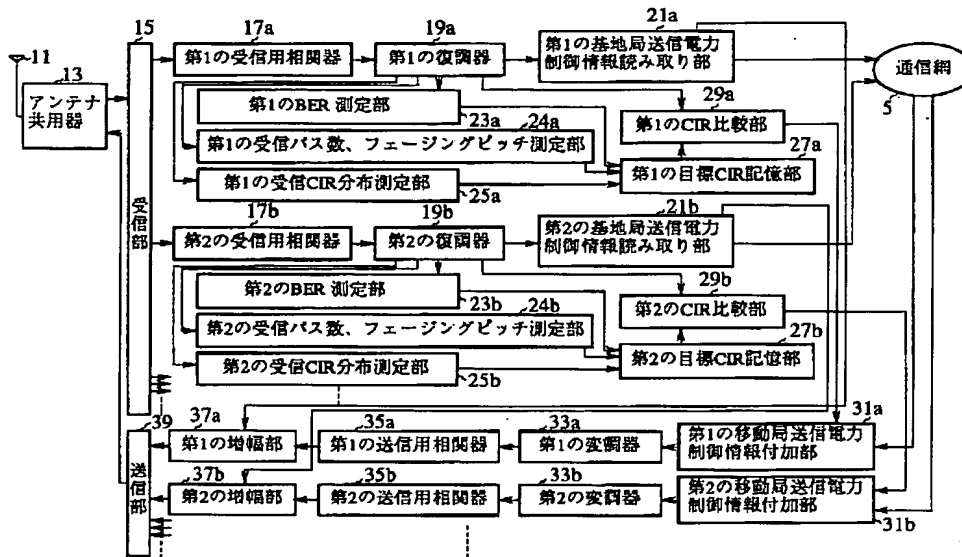 11
13
アンテナ
共用器
15
受信部
17a
第1の受信用相関器
19a
第1の復調器
21a
第1の基地局送信電力
制御情報読み取り部
通信網
5
第1のBER 測定部
23a
24a
第1の受信パス数、フェージングピッチ測定部
第1の受信CIR分布測定部
25a
29a
第1のCIR比較部
27a
第1の目標CIR記憶部
17b
第2の受信用相関器
19b
第2の復調器
21b
第2の基地局送信電力
制御情報読み取り部
第2のBER 測定部
23b
24b
第2の受信パス数、フェージングピッチ測定部
第2の受信CIR分布測定部
25b
29b
第2のCIR比較部
27b
第2の目標CIR記憶部
39
送信部
37a
第1の増幅部
35a
第1の送信用相関器
33a
第1の変調器
31a
第1の移動局送信電力
制御情報付加部
37b
第2の増幅部
35b
第2の送信用相関器
33b
第2の変調器
第2の移動局送信電力
制御情報付加部
31b